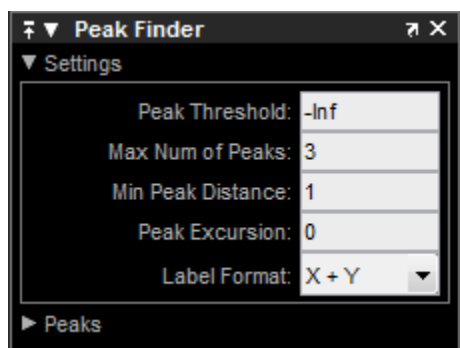 Peak Finder
Settings
Peak Threshold: -Inf
Max Num of Peaks: 3
Min Peak Distance: 1
Peak Excursion: 0
Label Format: X + Y
Peaks